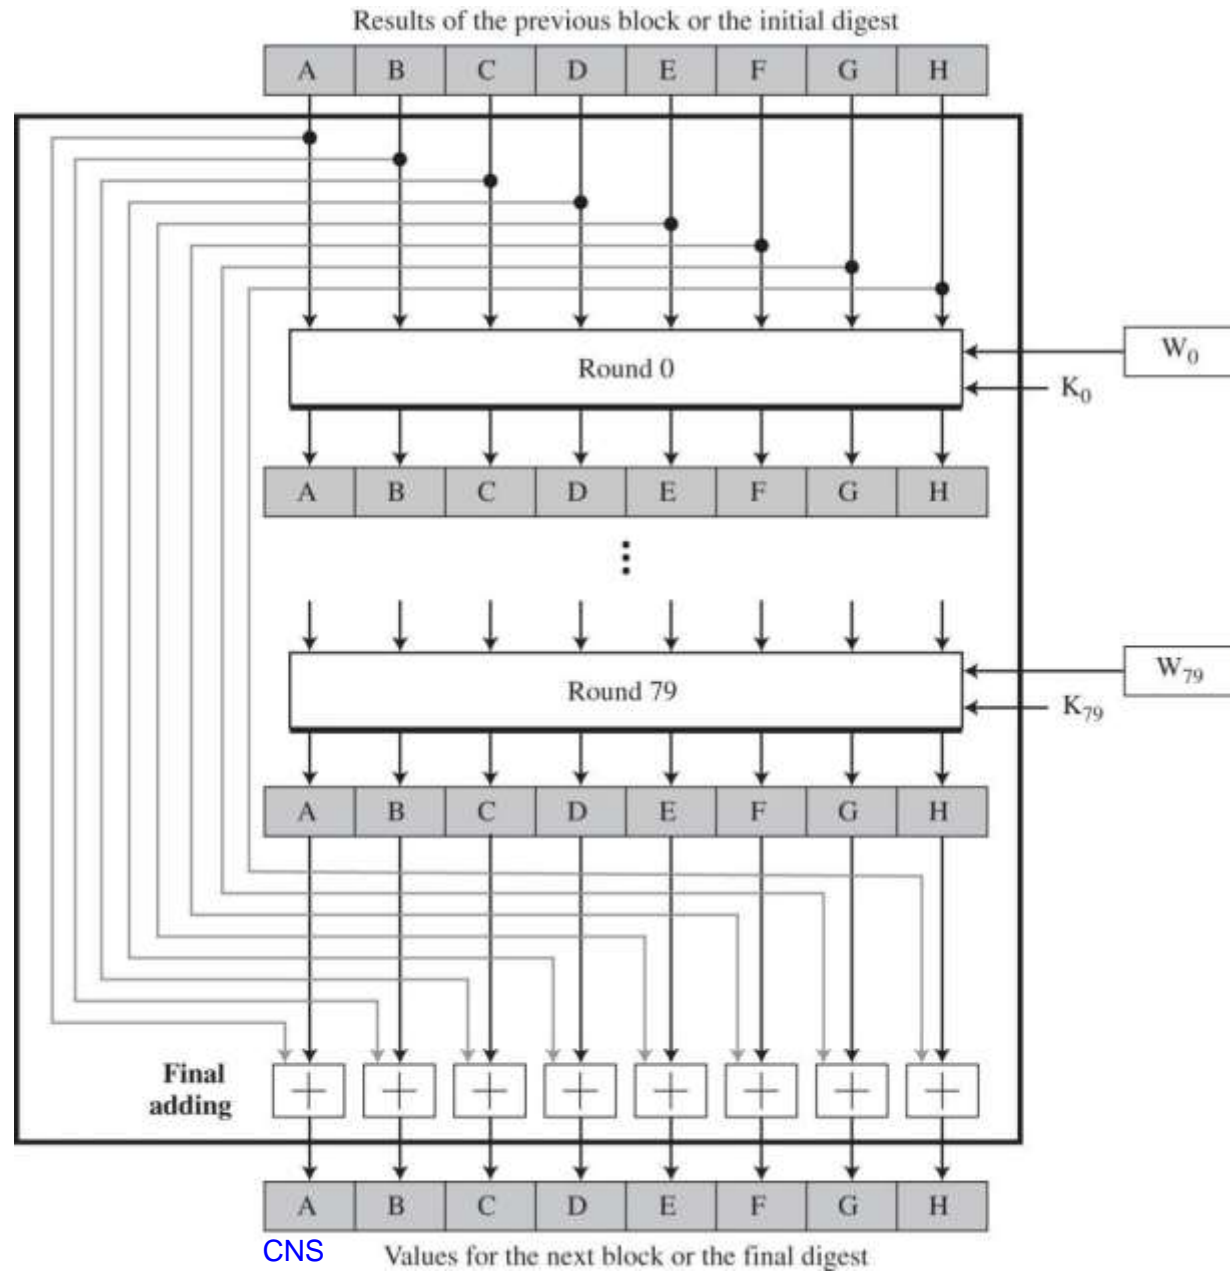 Results of the previous block or the initial digest
A B C D E F G H
Round 0
W₀
K₀
A B C D E F G H
Round 79
W₇₉
K₇₉
A B C D E F G H
Final
adding
+ + + + + + + +
A B C D E F G H
CNS
Values for the next block or the final digest